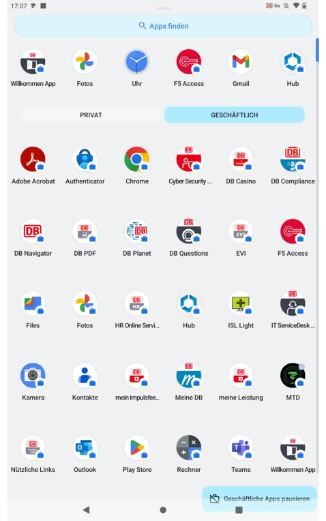 17:07
Apps finden
Willkommen App Fotos Uhr F5 Access Gmail Hub
PRIVAT GESCHÄFTLICH
Adobe Acrobat Authenticator Chrome Cyber Security ... DB Casino DB Compliance
DB Navigator DB PDF DB Planet DB Questions EVI F5 Access
Files Fotos HR Online Servi... Hub ISL Light IT ServiceDesk...
Kamera Kontakte mein Impulsfee... Meine DB meine Leistung MTD
Nützliche Links Outlook Play Store Rechner Teams Willkommen App
Geschäftliche Apps pausieren